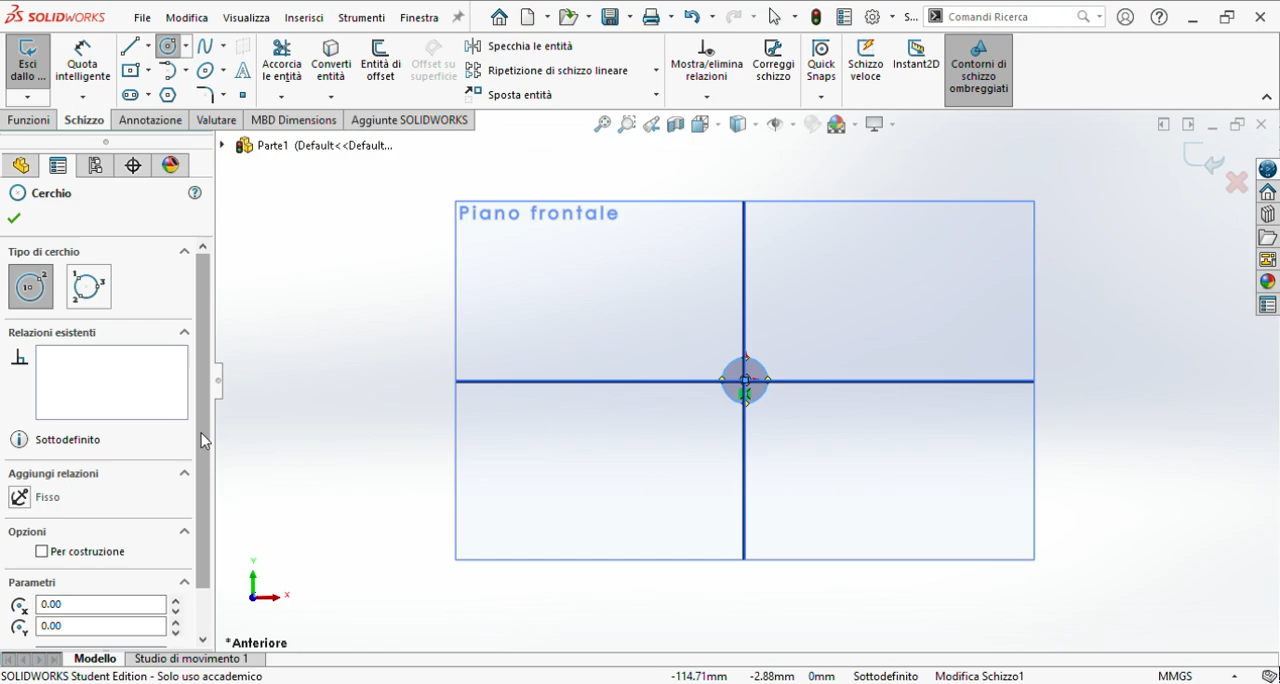 SOLIDWORKS File Modifica Visualizza Inserisci Strumenti Finestra S... Comandi Ricerca
Esci dallo ...
Quota intelligente
Accorcia le entità
Converti entità
Entità di offset
Offset su superficie
Specchia le entità
Ripetizione di schizzo lineare
Sposta entità
Mostra/elimina relazioni
Correggi schizzo
Quick Snaps
Schizzo veloce
Instant2D
Contorni di schizzo ombreggiati
Funzioni Schizzo Annotazione Valutare MBD Dimensions Aggiunte SOLIDWORKS
Parte1 (Default<<Default...
Cerchio
Tipo di cerchio
Relazioni esistenti
Sottodefinito
Aggiungi relazioni
Fisso
Opzioni
Per costruzione
Parametri
X 0.00
Y 0.00
Piano frontale
Y
X
*Anteriore
Modello Studio di movimento 1
SOLIDWORKS Student Edition - Solo uso accademico -114.71mm -2.88mm 0mm Sottodefinito Modifica Schizzo1 MMGS